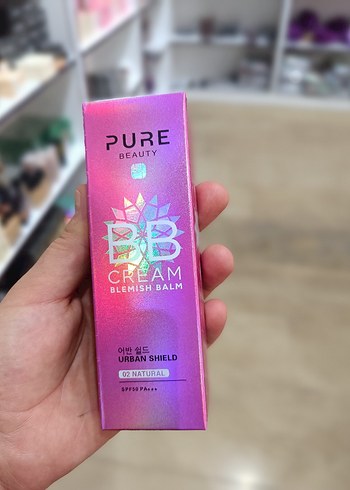 PURE
BEAUTY
BB
CREAM
BLEMISH BALM
어반 쉴드
URBAN SHIELD
02 NATURAL
SPF50 PA+++